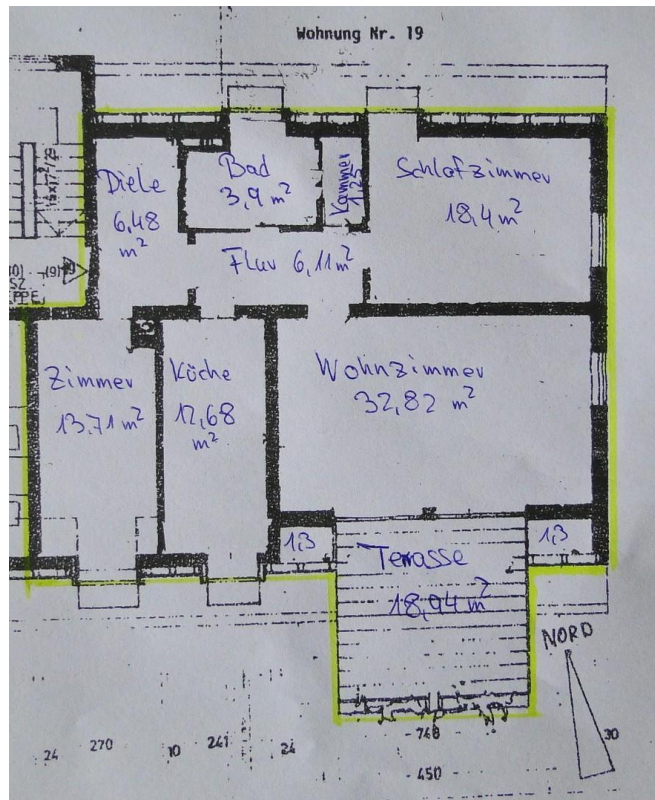 Wohnung Nr. 19
Diele
6,48
m²
Bad
3,9 m²
Kammer
1,25
Schlafzimmer
18,4 m²
Flur 6,11 m²
Zimmer
13,71 m²
Küche
12,68
m²
Wohnzimmer
32,82 m²
1,3
Terrasse
18,94 m²
1,3
NORD
24
270
10
241
24
748
30
450